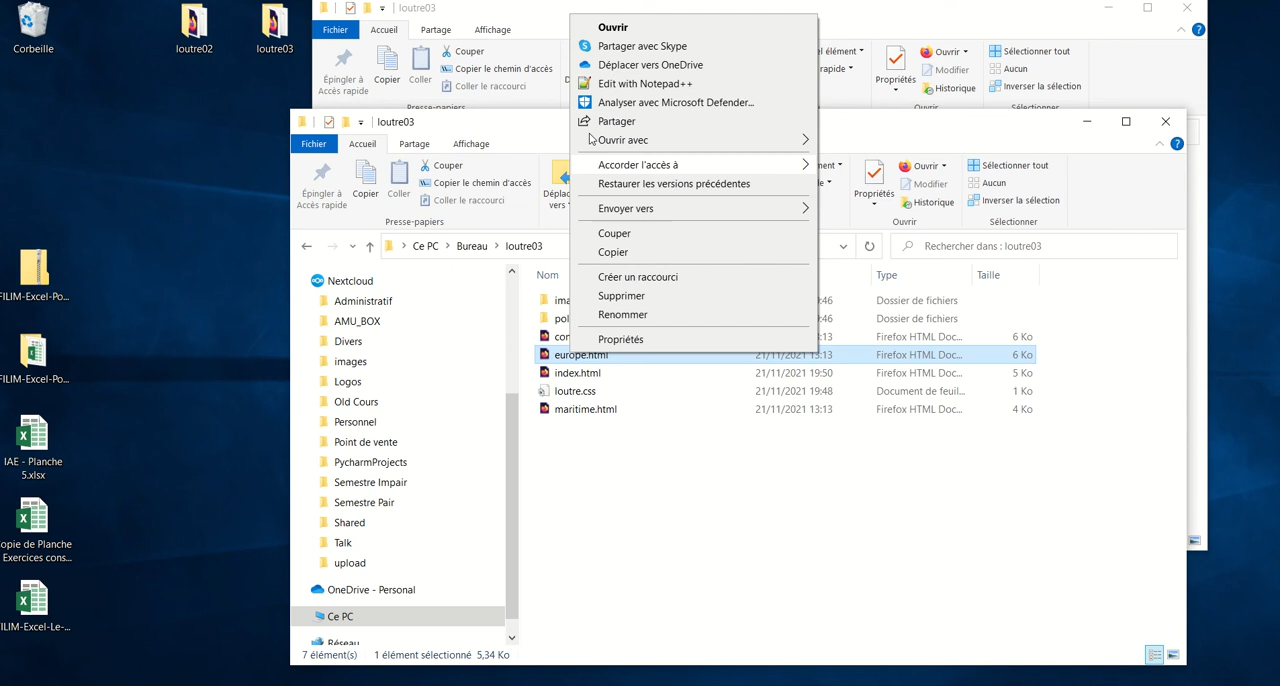 Corbeille
loutre02
loutre03
FILIM-Excel-Po...
FILIM-Excel-Po...
IAE - Planche
5.xlsx
opie de Planche
Exercices cons...
FILIM-Excel-Le-...
loutre03
Fichier Accueil Partage Affichage
Épingler à
Accès rapide
Copier
Coller
Couper
Copier le chemin d'accès
Coller le raccourci
Presse-papiers
Propriétés
Ouvrir
Modifier
Historique
Ouvrir
Sélectionner tout
Aucun
Inverser la sélection
Sélectionner
loutre03
Fichier Accueil Partage Affichage
Épingler à
Accès rapide
Copier
Coller
Couper
Copier le chemin d'accès
Coller le raccourci
Presse-papiers
Déplac
vers
Propriétés
Ouvrir
Modifier
Historique
Ouvrir
Sélectionner tout
Aucun
Inverser la sélection
Sélectionner
Ce PC > Bureau > loutre03
Rechercher dans : loutre03
Nextcloud
Administratif
AMU_BOX
Divers
images
Logos
Old Cours
Personnel
Point de vente
PycharmProjects
Semestre Impair
Semestre Pair
Shared
Talk
upload
OneDrive - Personal
Ce PC
Réseau
Nom Type Taille
ima :46 Dossier de fichiers
pol :46 Dossier de fichiers
con :13 Firefox HTML Doc... 6 Ko
europe.html 21/11/2021 13:13 Firefox HTML Doc... 6 Ko
index.html 21/11/2021 19:50 Firefox HTML Doc... 5 Ko
loutre.css 21/11/2021 19:48 Document de feuil... 1 Ko
maritime.html 21/11/2021 13:13 Firefox HTML Doc... 4 Ko
Ouvrir
Partager avec Skype
Déplacer vers OneDrive
Edit with Notepad++
Analyser avec Microsoft Defender...
Partager
Ouvrir avec
Accorder l'accès à
Restaurer les versions précédentes
Envoyer vers
Couper
Copier
Créer un raccourci
Supprimer
Renommer
Propriétés
7 élément(s) 1 élément sélectionné 5,34 Ko